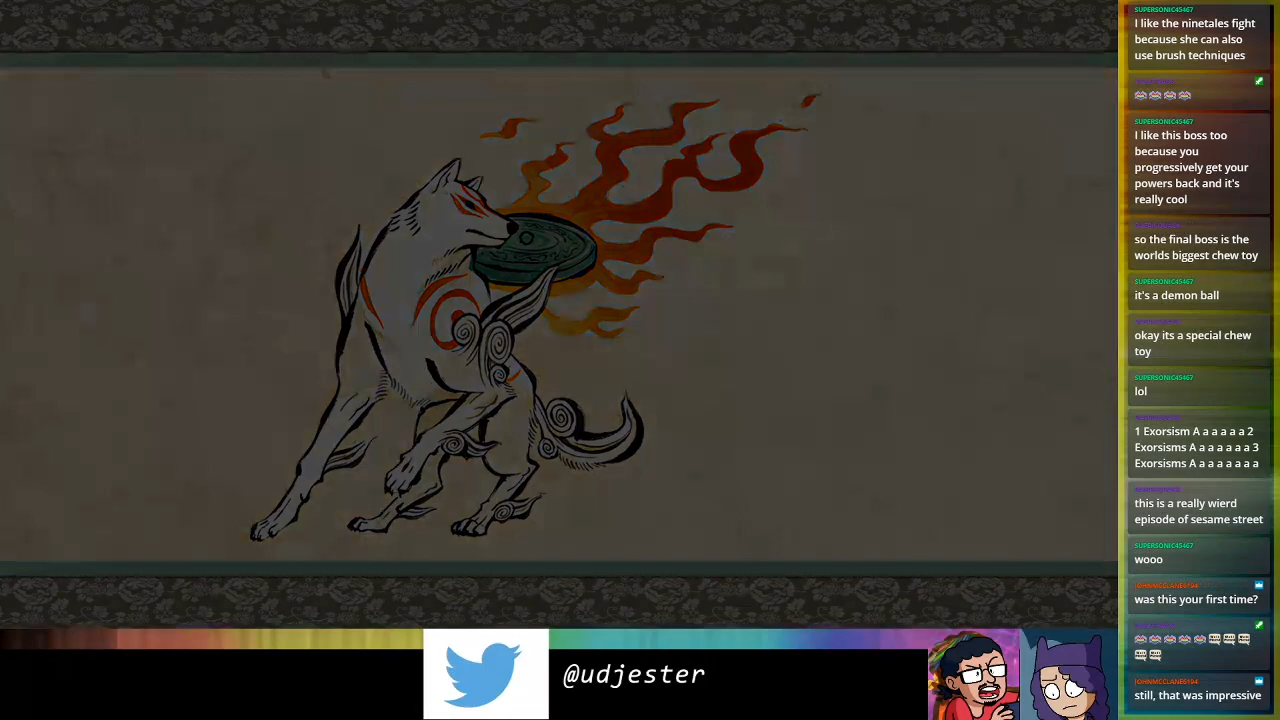 SUPERSONIC45467
I like the ninetales fight
because she can also
use brush techniques
SUPERSONIC45467
I like this boss too
because you
progressively get your
powers back and it's
really cool
so the final boss is the
worlds biggest chew toy
SUPERSONIC45467
it's a demon ball
okay its a special chew
toy
SUPERSONIC45467
lol
1 Exorsism A a a a a a 2
Exorsisms A a a a a a a 3
Exorsisms A a a a a a a a
this is a really wierd
episode of sesame street
SUPERSONIC45467
wooo
J@HNMCCLANE6194
was this your first time?
J@HNMCCLANE6194
still, that was impressive
@udjester